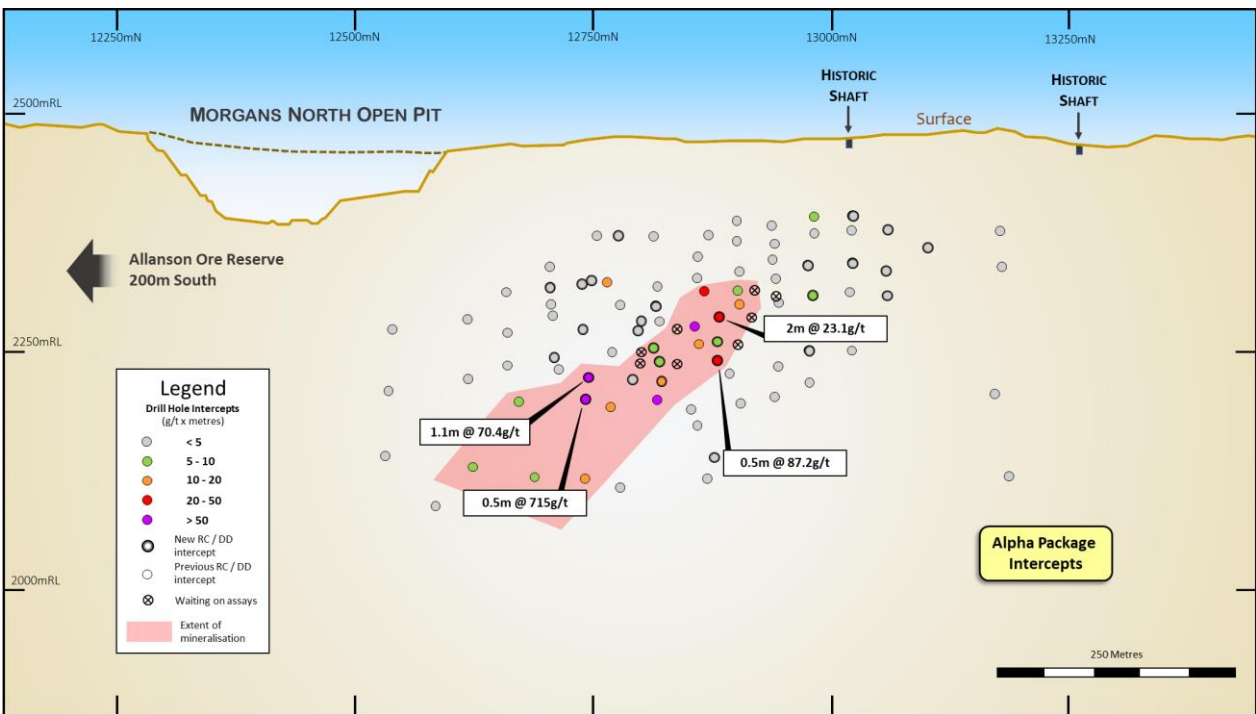 12250mN
12500mN
12750mN
13000mN
13250mN
HISTORIC
SHAFT
HISTORIC
SHAFT
2500mRL
MORGANS NORTH OPEN PIT
Surface
Allanson Ore Reserve
200m South
2m @ 23.1g/t
2250mRL
Legend
Drill Hole Intercepts
(g/t x metres)
< 5
5 - 10
10 - 20
20 - 50
> 50
New RC / DD
intercept
Previous RC / DD
intercept
Waiting on assays
Extent of
mineralisation
1.1m @ 70.4g/t
0.5m @ 87.2g/t
0.5m @ 715g/t
Alpha Package
Intercepts
2000mRL
250 Metres